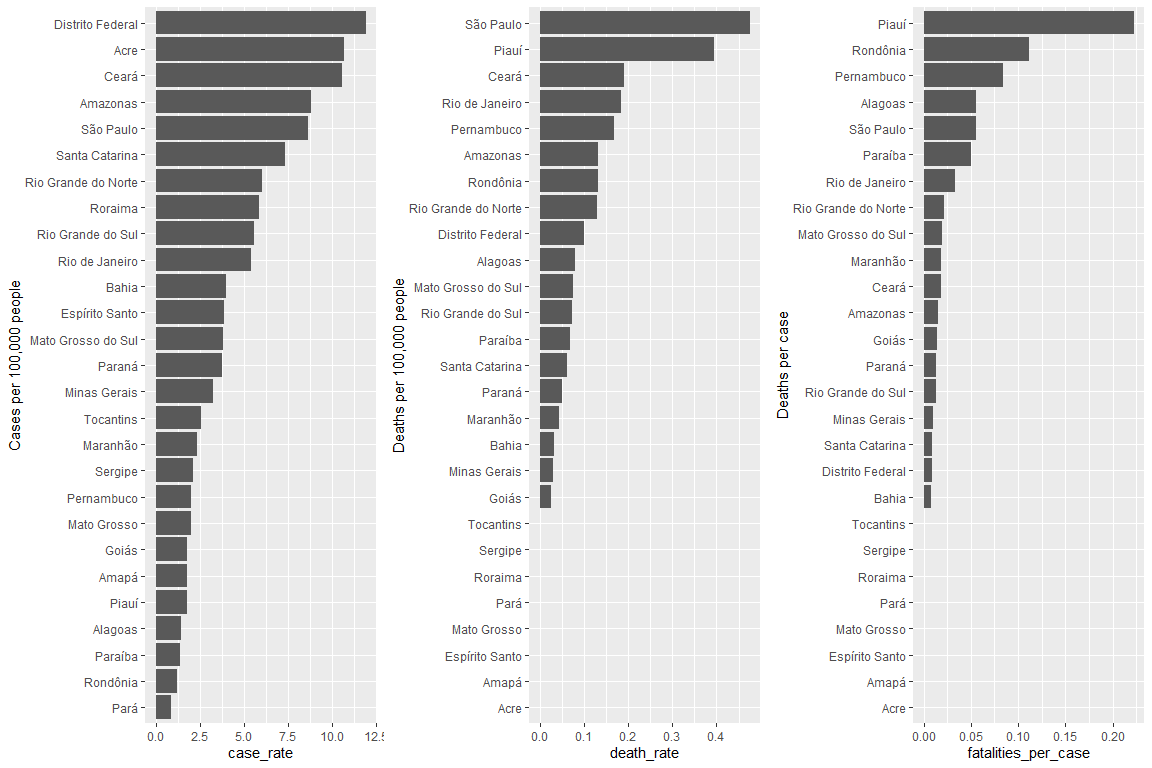 Cases per 100,000 people
Distrito Federal
Acre
Ceará
Amazonas
São Paulo
Santa Catarina
Rio Grande do Norte
Roraima
Rio Grande do Sul
Rio de Janeiro
Bahia
Espírito Santo
Mato Grosso do Sul
Paraná
Minas Gerais
Tocantins
Maranhão
Sergipe
Pernambuco
Mato Grosso
Goiás
Amapá
Piauí
Alagoas
Paraíba
Rondônia
Pará
0.0 2.5 5.0 7.5 10.0 12.5
case_rate
Deaths per 100,000 people
São Paulo
Piauí
Ceará
Rio de Janeiro
Pernambuco
Amazonas
Rondônia
Rio Grande do Norte
Distrito Federal
Alagoas
Mato Grosso do Sul
Rio Grande do Sul
Paraíba
Santa Catarina
Paraná
Maranhão
Bahia
Minas Gerais
Goiás
Tocantins
Sergipe
Roraima
Pará
Mato Grosso
Espírito Santo
Amapá
Acre
0.0 0.1 0.2 0.3 0.4
death_rate
Deaths per case
Piauí
Rondônia
Pernambuco
Alagoas
São Paulo
Paraíba
Rio de Janeiro
Rio Grande do Norte
Mato Grosso do Sul
Maranhão
Ceará
Amazonas
Goiás
Paraná
Rio Grande do Sul
Minas Gerais
Santa Catarina
Distrito Federal
Bahia
Tocantins
Sergipe
Roraima
Pará
Mato Grosso
Espírito Santo
Amapá
Acre
0.00 0.05 0.10 0.15 0.20
fatalities_per_case